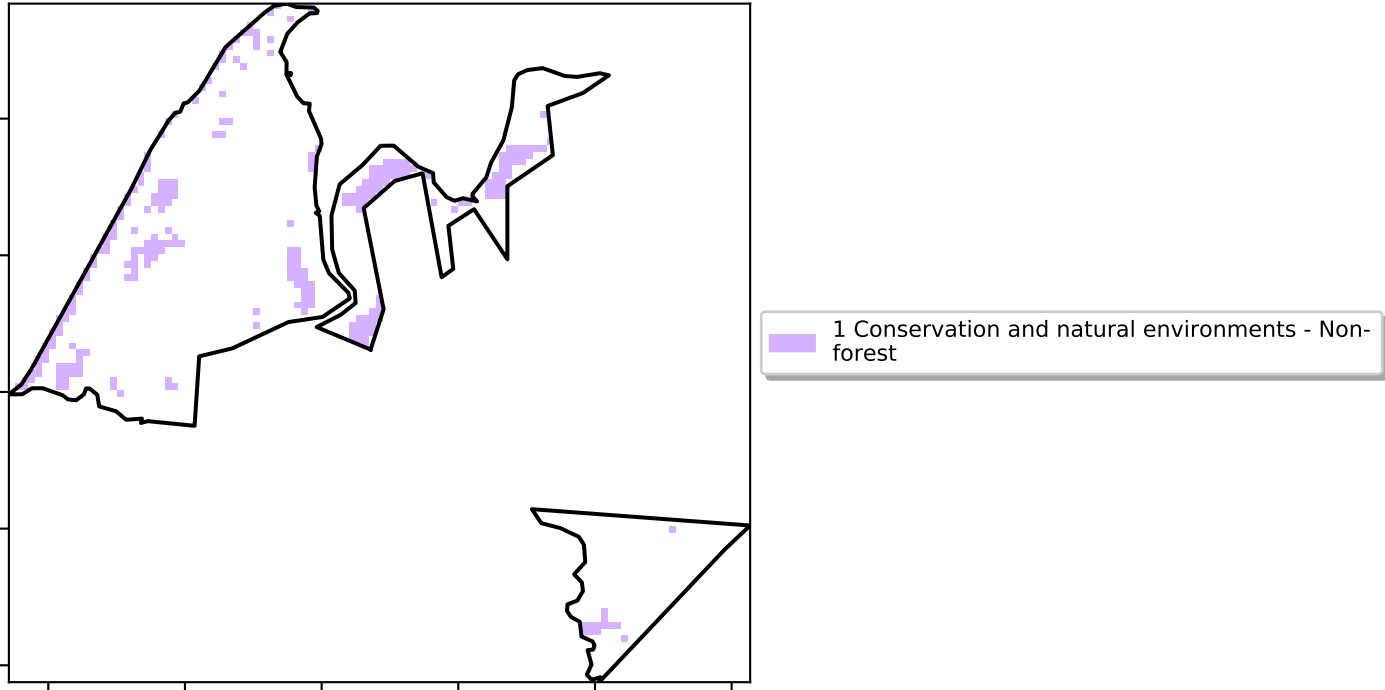 1 Conservation and natural environments - Non-
forest